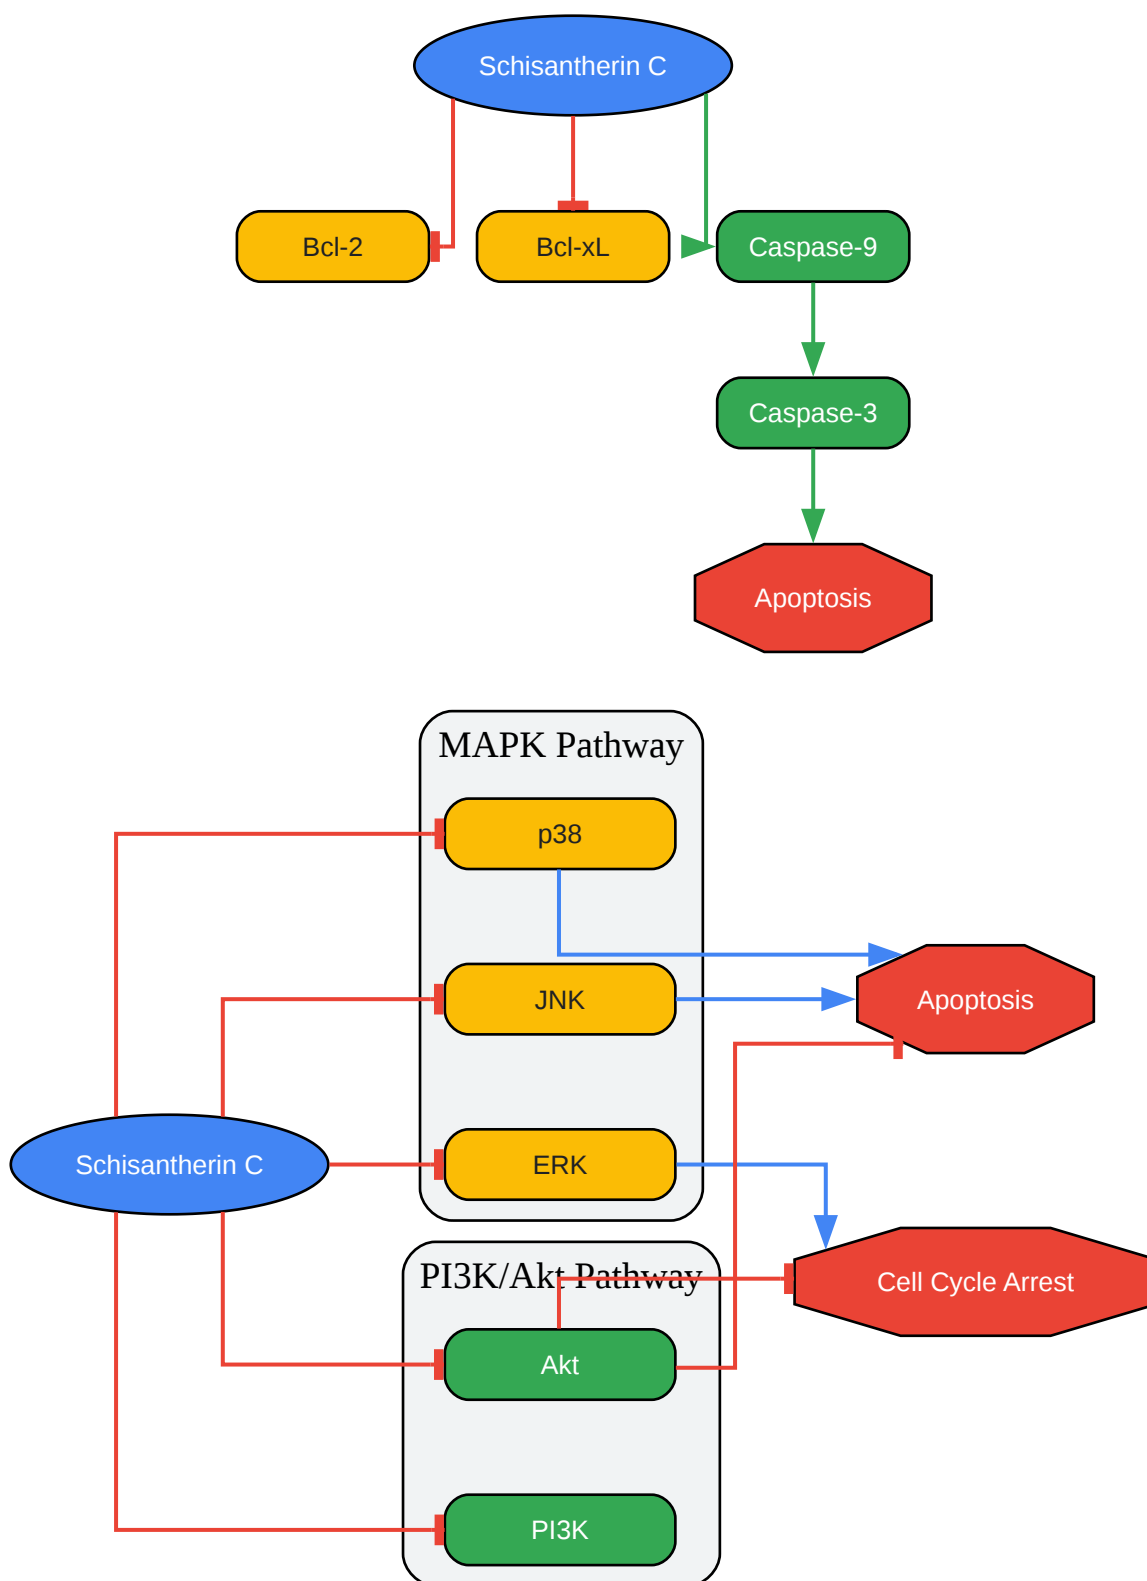 Schisantherin C
Bcl-2
Bcl-xL
Caspase-9
Caspase-3
Apoptosis
MAPK Pathway
p38
JNK
Apoptosis
Schisantherin C
ERK
PI3K/Akt Pathway
Cell Cycle Arrest
Akt
PI3K